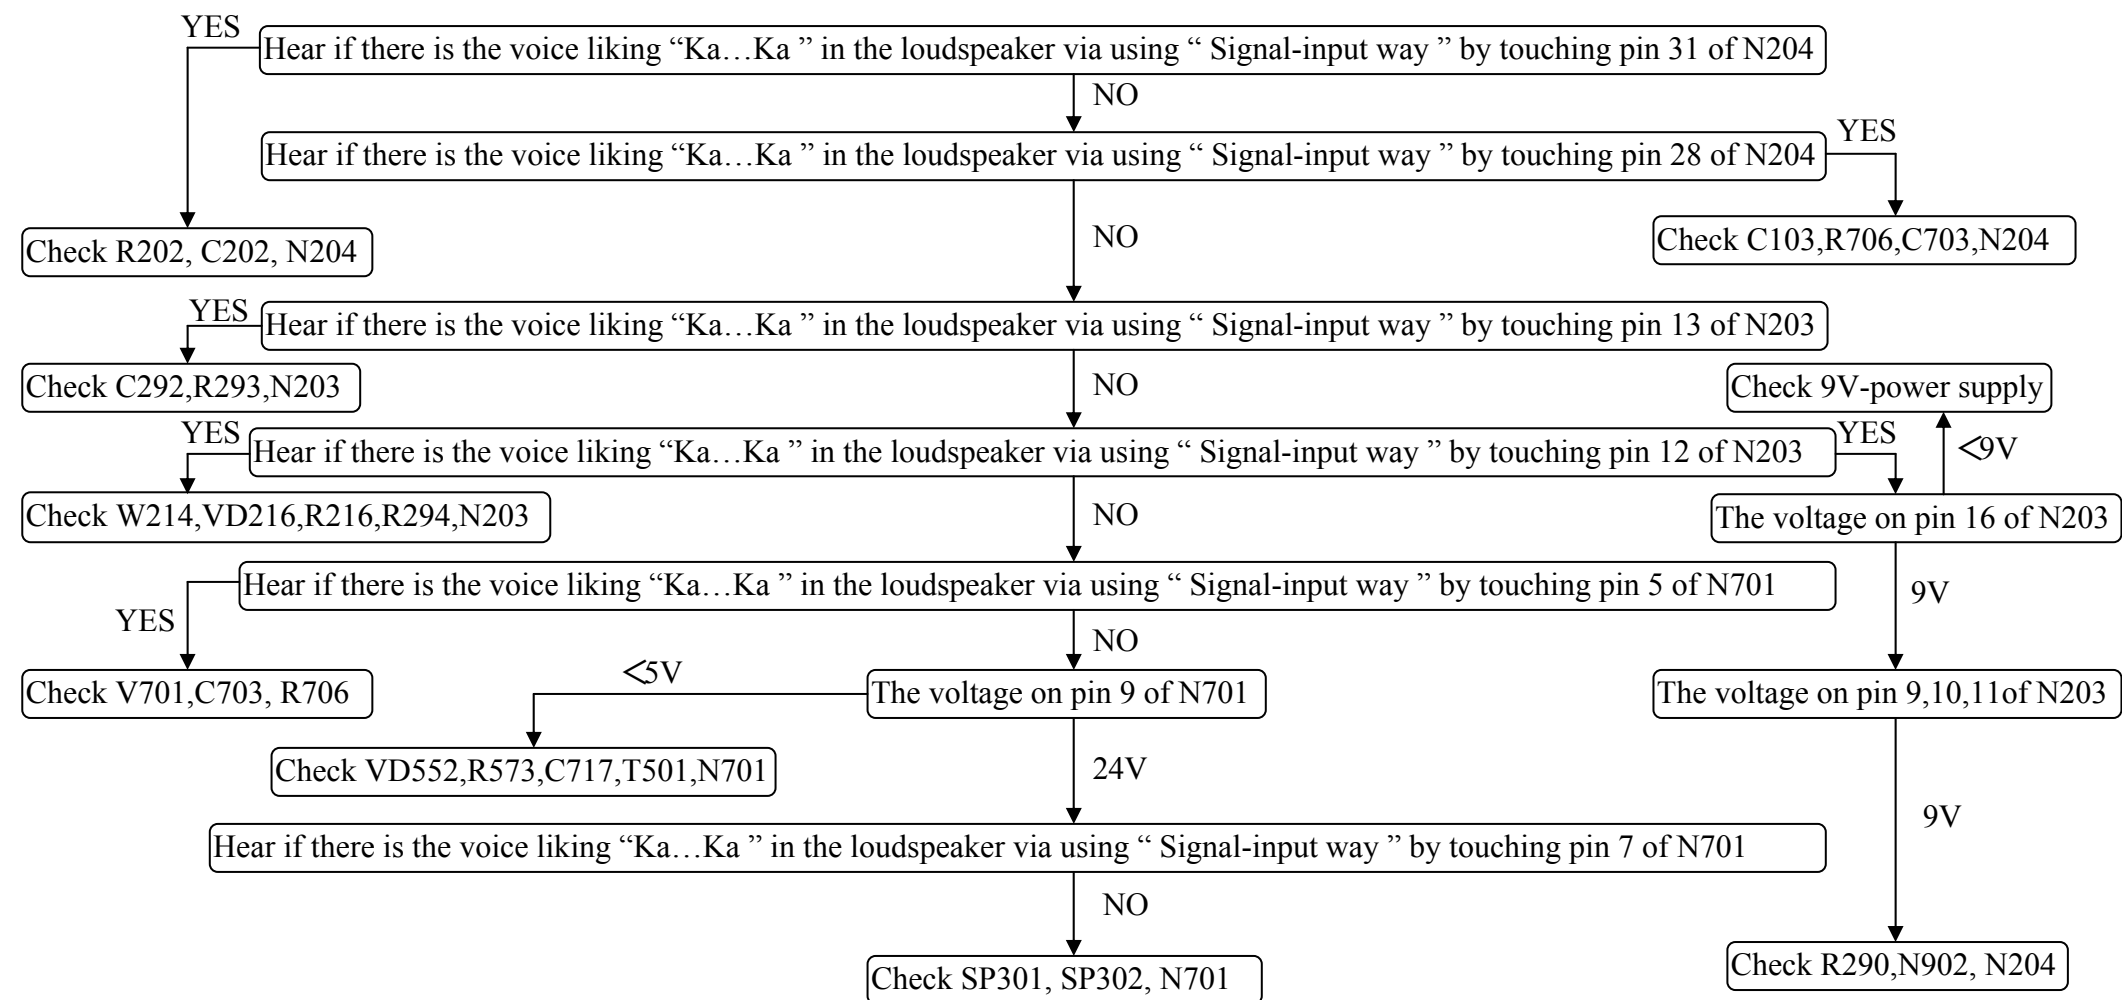 YES
Hear if there is the voice liking “Ka…Ka ” in the loudspeaker via using “ Signal-input way ” by touching pin 31 of N204
NO
Hear if there is the voice liking “Ka…Ka ” in the loudspeaker via using “ Signal-input way ” by touching pin 28 of N204
YES
Check R202, C202, N204
NO
Check C103,R706,C703,N204
YES
Hear if there is the voice liking “Ka…Ka ” in the loudspeaker via using “ Signal-input way ” by touching pin 13 of N203
Check C292,R293,N203
NO
Check 9V-power supply
YES
Hear if there is the voice liking “Ka…Ka ” in the loudspeaker via using “ Signal-input way ” by touching pin 12 of N203
YES
<9V
Check W214,VD216,R216,R294,N203
NO
The voltage on pin 16 of N203
Hear if there is the voice liking “Ka…Ka ” in the loudspeaker via using “ Signal-input way ” by touching pin 5 of N701
9V
YES
NO
<5V
Check V701,C703, R706
The voltage on pin 9 of N701
The voltage on pin 9,10,11of N203
Check VD552,R573,C717,T501,N701
24V
9V
Hear if there is the voice liking “Ka…Ka ” in the loudspeaker via using “ Signal-input way ” by touching pin 7 of N701
NO
Check SP301, SP302, N701
Check R290,N902, N204